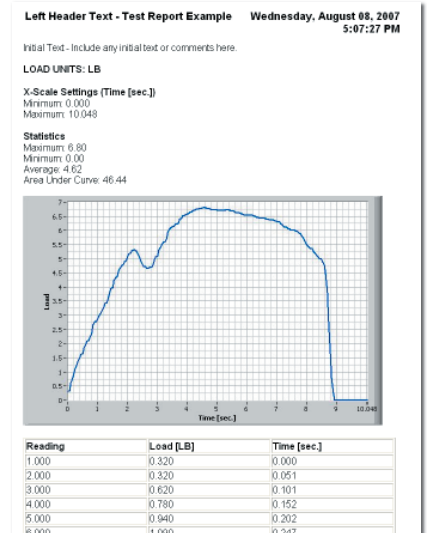 Left Header Text - Test Report Example Wednesday, August 08, 2007
5:07:27 PM
Initial Text - Include any initial text or comments here.
LOAD UNITS: LB
X-Scale Settings (Time [sec.])
Minimum: 0.000
Maximum: 10.048
Statistics
Maximum: 6.80
Minimum: 0.00
Average: 4.62
Area Under Curve: 46.44
7
6.5
6
5.5
5
4.5
4
3.5
3
2.5
2
1.5
1
0.5
0
Load
0 1 2 3 4 5 6 7 8 9 10.048
Time [sec.]
Reading Load [LB] Time [sec.]
1.000 0.320 0.000
2.000 0.320 0.051
3.000 0.620 0.101
4.000 0.780 0.152
5.000 0.940 0.202
6.000 1.090 0.247